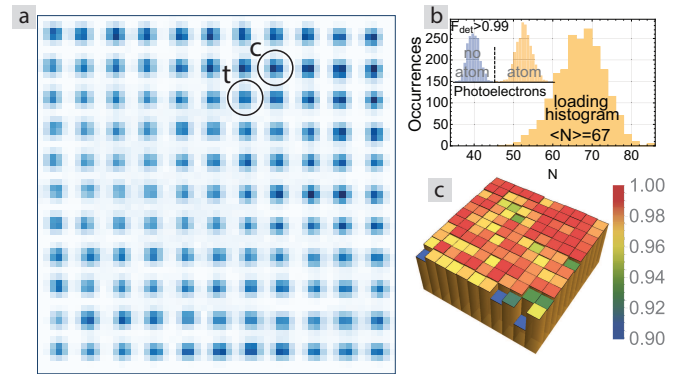 a
c
t
b
F_det>0.99
no
atom
atom
Photoelectrons
loading
histogram
<N>=67
Occurrences
250
200
150
100
50
0
40
50
60
70
80
N
c
1.00
0.98
0.96
0.94
0.92
0.90